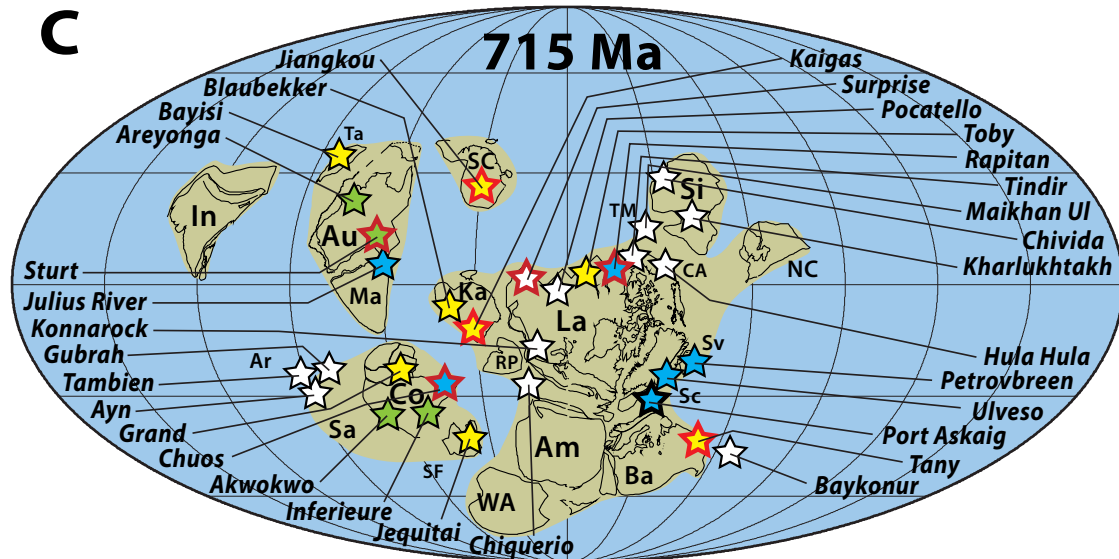 C
715 Ma
Jiangkou
Blaubekker
Bayisi
Areyonga
Kaigas
Surprise
Pocatello
Toby
Rapitan
Tindir
Maikhan Ul
Chivida
Kharlukhtakh
Ta
SC
Si
TM
In
Au
CA
NC
Sturt
Ma
Ka
La
Julius River
Konnarock
Gubrah
RP
Sv
Hula Hula
Ar
Tambien
Petrovbreen
Ayn
Co
Sc
Ulveso
Grand
Sa
Port Askaig
Chuos
Am
Tany
Akwokwo
SF
Ba
Baykonur
Inferieure
WA
Jequitai
Chiquerio